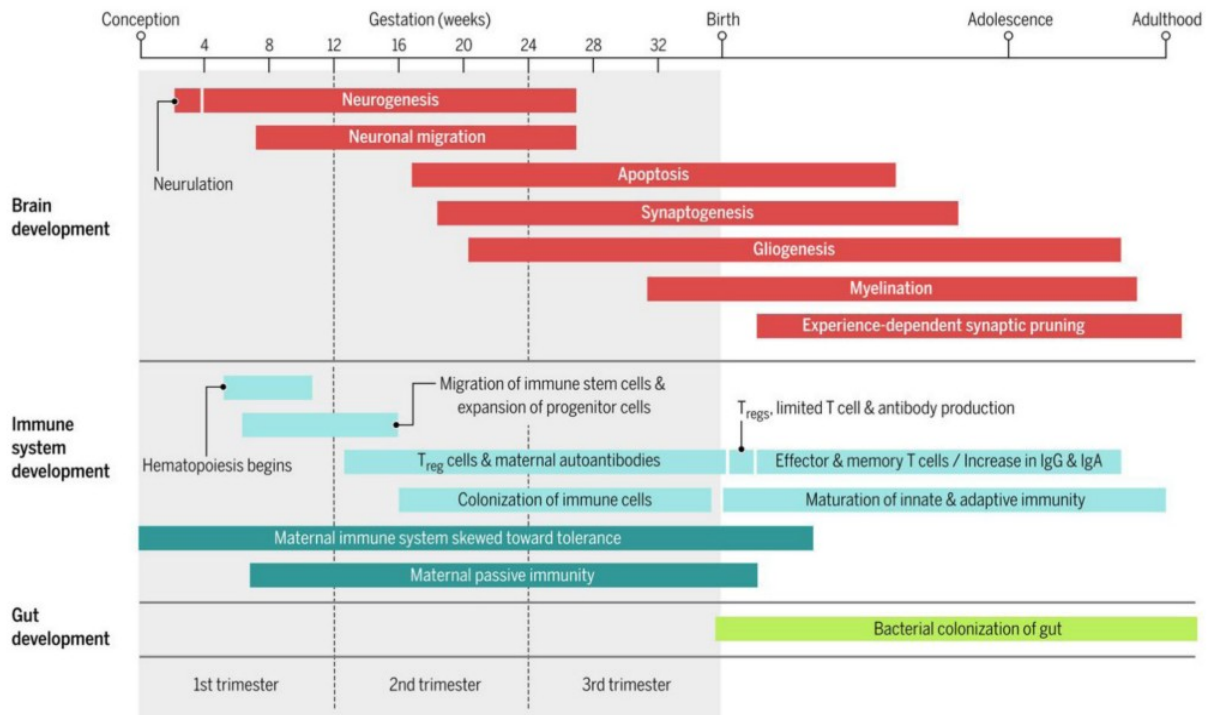 Conception Gestation (weeks) Birth Adolescence Adulthood
4 8 12 16 20 24 28 32
Neurogenesis
Neuronal migration
Neurulation
Apoptosis
Brain
development
Synaptogenesis
Gliogenesis
Myelination
Experience-dependent synaptic pruning
Immune
system
development
Hematopoiesis begins
Migration of immune stem cells &
expansion of progenitor cells
Tregs, limited T cell & antibody production
Treg cells & maternal autoantibodies
Effector & memory T cells / Increase in IgG & IgA
Colonization of immune cells
Maturation of innate & adaptive immunity
Maternal immune system skewed toward tolerance
Maternal passive immunity
Gut
development
Bacterial colonization of gut
1st trimester 2nd trimester 3rd trimester